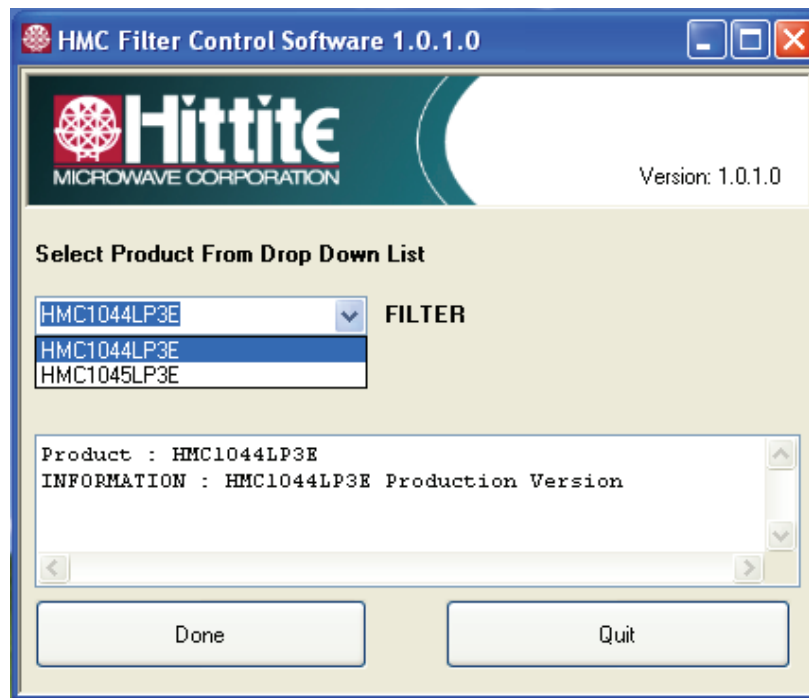 HMC Filter Control Software 1.0.1.0
Hittite
MICROWAVE CORPORATION
Version: 1.0.1.0
Select Product From Drop Down List
HMC1044LP3E FILTER
HMC1044LP3E
HMC1045LP3E
Product : HMC1044LP3E
INFORMATION : HMC1044LP3E Production Version
Done Quit